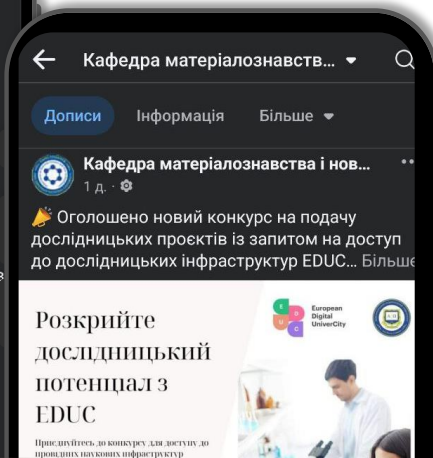 Кафедра матеріалознавств...
Дописи Інформація Більше
Кафедра матеріалознавства і нов...
1 д. ·
Оголошено новий конкурс на подачу
дослідницьких проєктів із запитом на доступ
до дослідницьких інфраструктур EDUC... Більше
E D U C
European
Digital
UniverCity
Розкрийте
дослідницький
потенціал з
EDUC
Приєднуйтесь до конкурсу для доступу до
провідних наукових інфраструктур